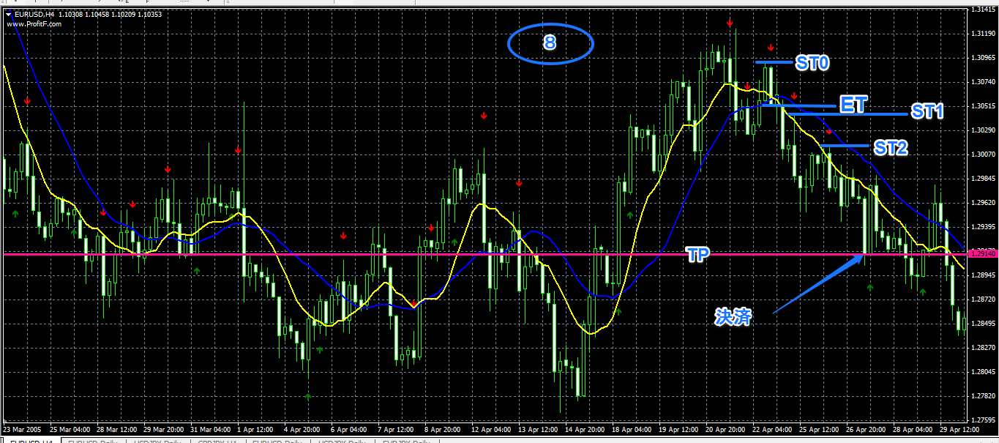 EURUSD,H4 1.10308 1.10458 1.10209 1.10353
www.ProfitF.com
8
ST0
ET
ST1
ST2
TP
決済
1.31415
1.31190
1.30965
1.30740
1.30515
1.30290
1.30070
1.29845
1.29620
1.29395
1.29140
1.28945
1.28720
1.28495
1.28270
1.28045
1.27820
1.27595
23 Mar 2005 25 Mar 04:00 28 Mar 12:00 29 Mar 20:00 31 Mar 04:00 1 Apr 12:00 4 Apr 20:00 6 Apr 04:00 7 Apr 12:00 8 Apr 20:00 12 Apr 04:00 13 Apr 12:00 14 Apr 20:00 18 Apr 04:00 19 Apr 12:00 20 Apr 20:00 22 Apr 04:00 25 Apr 12:00 26 Apr 20:00 28 Apr 04:00 29 Apr 12:00